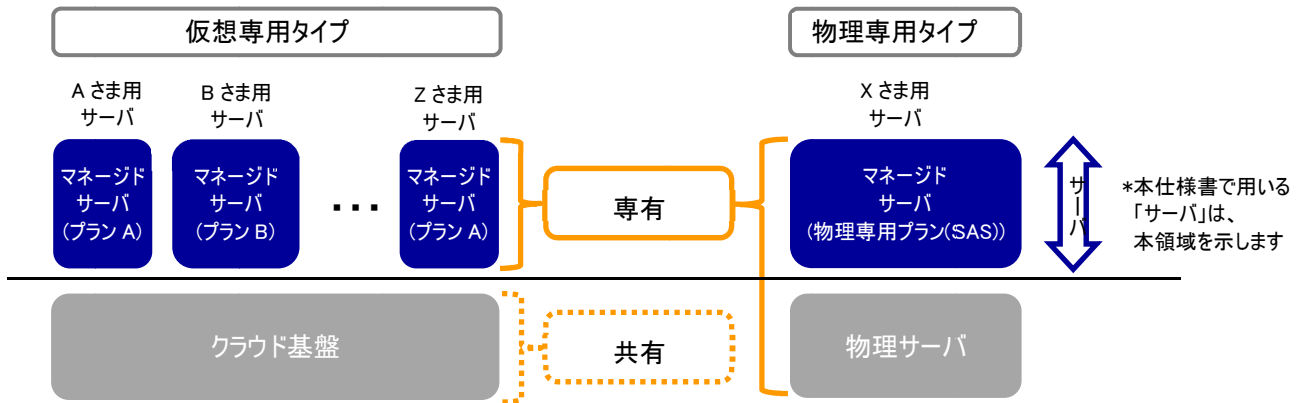 仮想専用タイプ
物理専用タイプ
A さま用
サーバ
B さま用
サーバ
Z さま用
サーバ
X さま用
サーバ
マネージド
サーバ
(プラン A)
マネージド
サーバ
(プラン B)
・・・
マネージド
サーバ
(プラン A)
専有
マネージド
サーバ
(物理専用プラン(SAS))
サーバ
*本仕様書で用いる
「サーバ」は、
本領域を示します
クラウド基盤
共有
物理サーバ